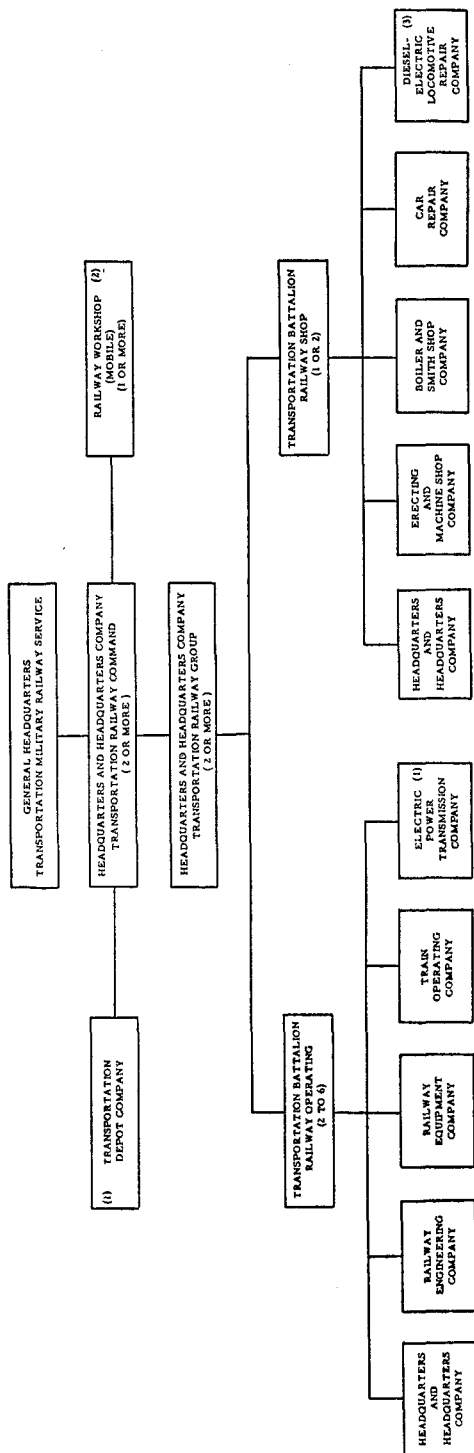 GENERAL HEADQUARTERS
TRANSPORTATION MILITARY RAILWAY SERVICE
(1)
TRANSPORTATION
DEPOT COMPANY
HEADQUARTERS AND HEADQUARTERS COMPANY
TRANSPORTATION RAILWAY COMMAND
( 2 OR MORE )
RAILWAY WORKSHOP (2)
(MOBILE)
(1 OR MORE)
HEADQUARTERS AND HEADQUARTERS COMPANY
TRANSPORTATION RAILWAY GROUP
( 2 OR MORE )
TRANSPORTATION BATTALION
RAILWAY OPERATING
(2 TO 6)
TRANSPORTATION BATTALION
RAILWAY SHOP
(1 OR 2)
HEADQUARTERS
AND
HEADQUARTERS
COMPANY
RAILWAY
ENGINEERING
COMPANY
RAILWAY
EQUIPMENT
COMPANY
TRAIN
OPERATING
COMPANY
ELECTRIC (1)
POWER
TRANSMISSION
COMPANY
HEADQUARTERS
AND
HEADQUARTERS
COMPANY
ERECTING
AND
MACHINE SHOP
COMPANY
BOILER AND
SMITH SHOP
COMPANY
CAR
REPAIR
COMPANY
DIESEL- (3)
ELECTRIC
LOCOMOTIVE
REPAIR
COMPANY